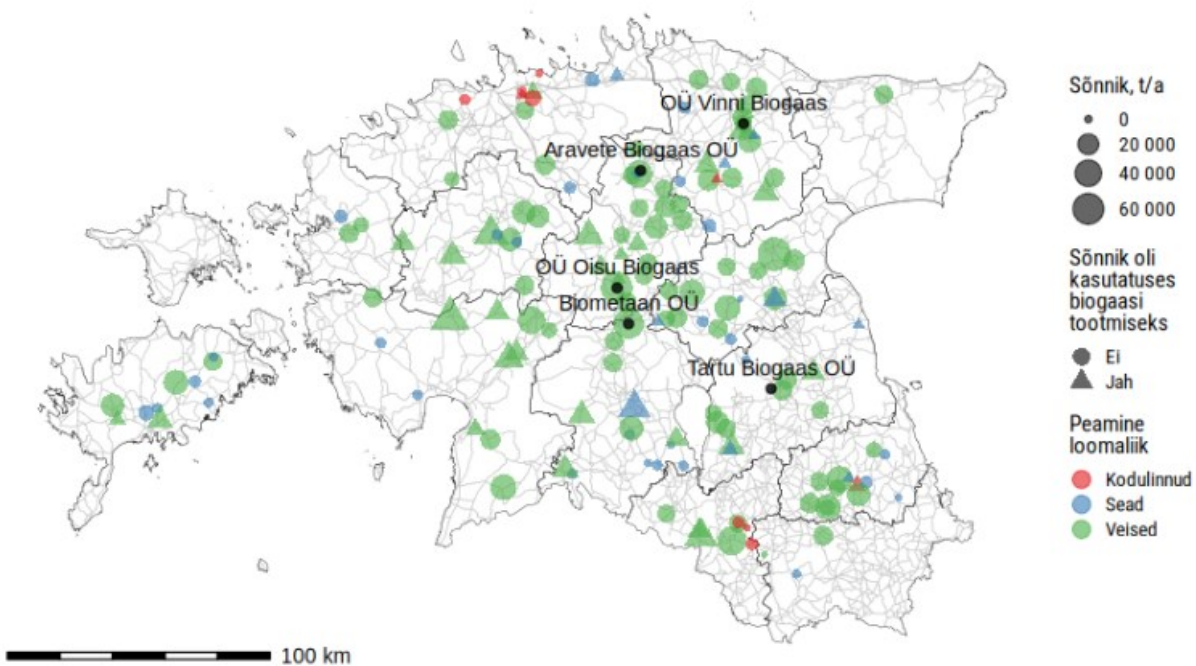 OÜ Vinni Biogaas
Aravete Biogaas OÜ
OÜ Oisu Biogaas
Biometaan OÜ
Tartu Biogaas OÜ
100 km
Sõnnik, t/a
0
20 000
40 000
60 000
Sõnnik oli
kasutatuses
biogaasi
tootmiseks
Ei
Jah
Peamine
loomaliik
Kodulinnud
Sead
Veised